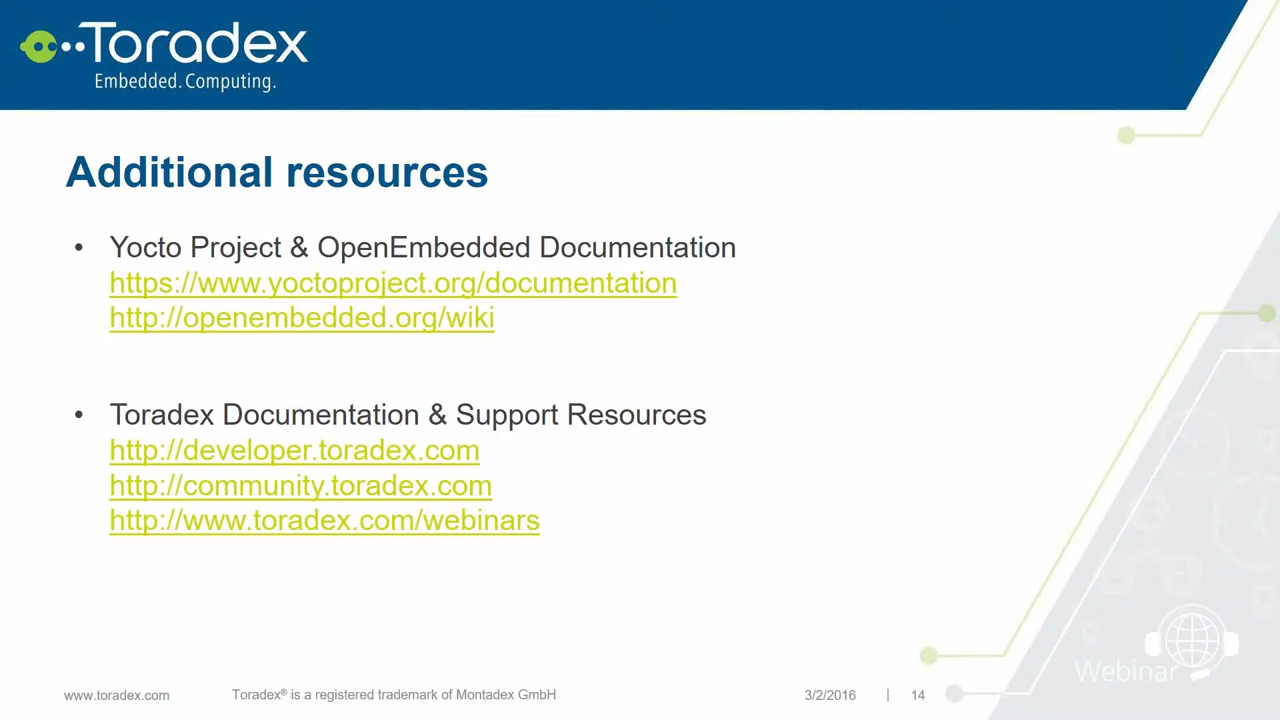 Toradex
Embedded.Computing.
Additional resources
• Yocto Project & OpenEmbedded Documentation
https://www.yoctoproject.org/documentation
http://openembedded.org/wiki
• Toradex Documentation & Support Resources
http://developer.toradex.com
http://community.toradex.com
http://www.toradex.com/webinars
Webinar
www.toradex.com Toradex® is a registered trademark of Montadex GmbH 3/2/2016 | 14